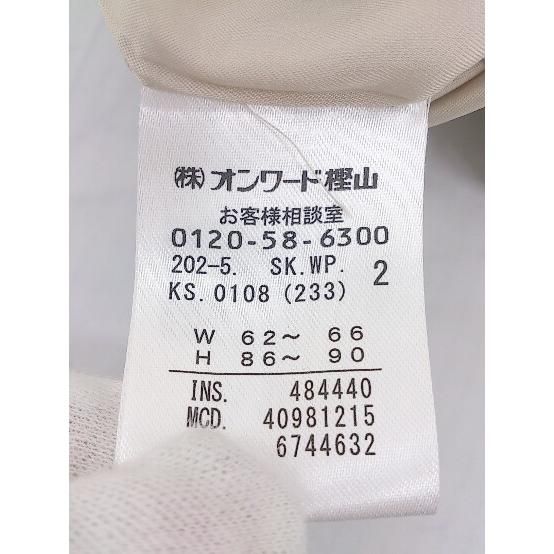 (株)オンワード樫山
お客様相談室
0120-58-6300
202-5. SK.WP. 2
KS.0108(233)
W 62〜 66
H 86〜 90
INS. 484440
MCD. 40981215
6744632